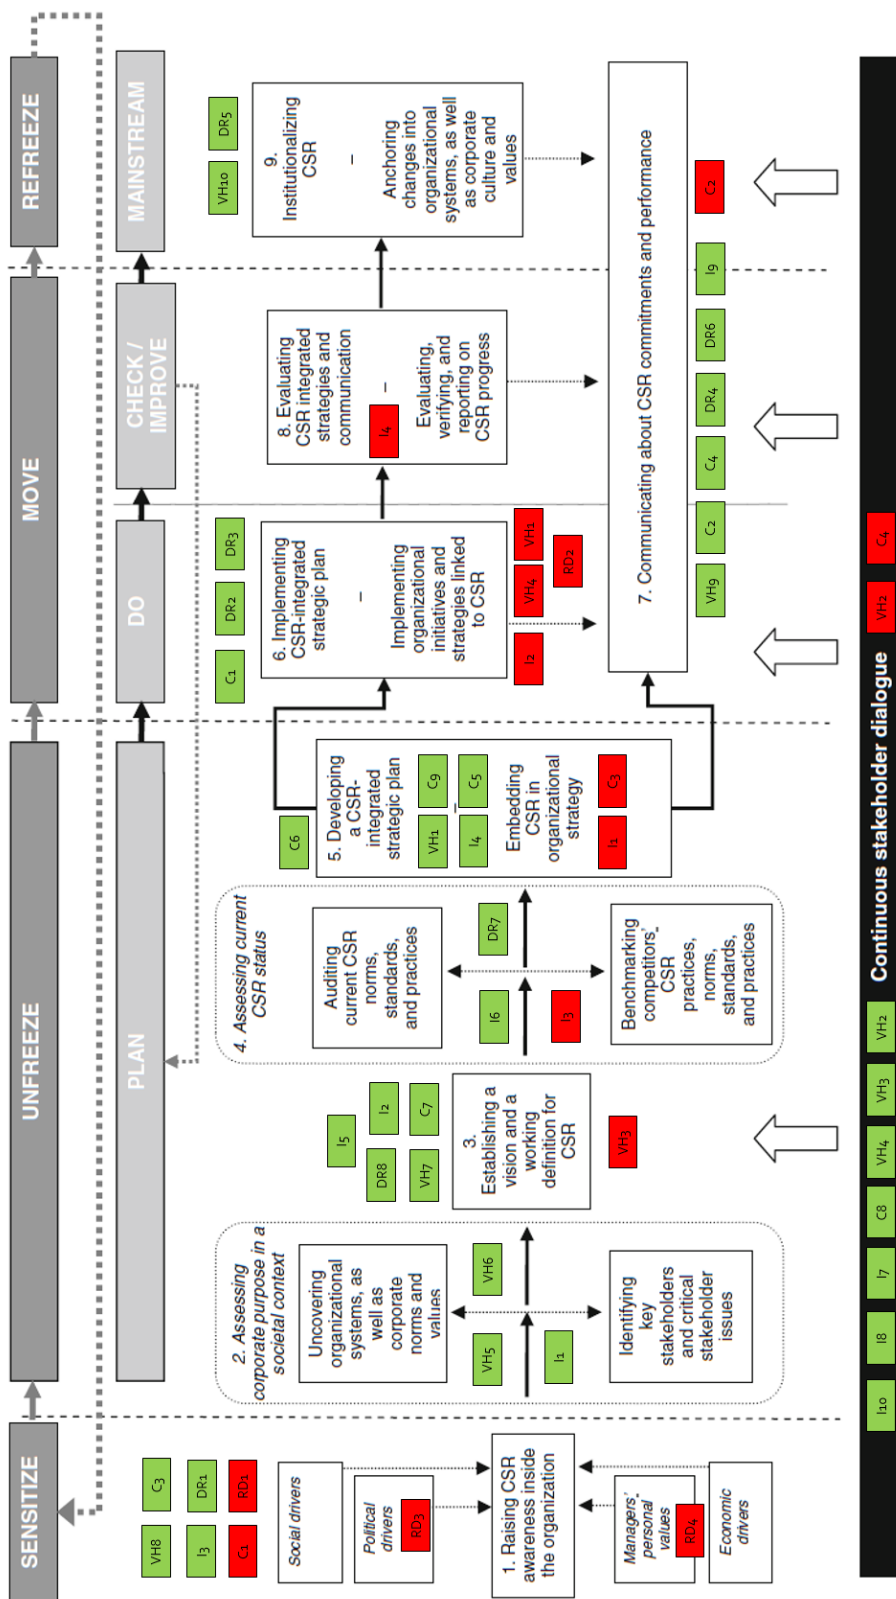 SENSITIZE
UNFREEZE
MOVE
REFREEZE
PLAN
DO
CHECK /
IMPROVE
MAINSTREAM
VH8
C3
I3
DR1
C1
RD1
Social drivers
Political
drivers
RD3
1. Raising CSR
awareness inside
the organization
Managers'
personal
values
RD4
Economic
drivers
2. Assessing
corporate purpose in a
societal context
Uncovering
organizational
systems, as
well as
corporate
norms and
values
VH5
VH6
I1
Identifying
key
stakeholders
and critical
stakeholder
issues
I5
DR8
I2
VH7
C7
3.
Establishing a
vision and a
working
definition for
CSR
VH3
4. Assessing current
CSR status
Auditing
current CSR
norms,
standards,
and practices
I6
DR7
I3
Benchmarking
competitors'
CSR
practices,
norms,
standards,
and practices
C6
5. Developing
a CSR-
integrated
strategic plan
VH1
C9
–
I4
C5
Embedding
CSR in
organizational
strategy
I1
C3
C1
DR2
DR3
6. Implementing
CSR-integrated
strategic plan
–
Implementing
organizational
initiatives and
strategies linked
to CSR
I2
VH4
VH1
RD2
8. Evaluating
CSR integrated
strategies and
communication
I4
–
Evaluating,
verifying, and
reporting on
CSR progress
VH10
DR5
9.
Institutionalizing
CSR
–
Anchoring
changes into
organizational
systems, as well
as corporate
culture and
values
7. Communicating about CSR commitments and performance
VH9
C2
C4
DR4
DR6
I9
C2
I10
I8
I7
C8
VH4
VH3
VH2
Continuous stakeholder dialogue
VH2
C4